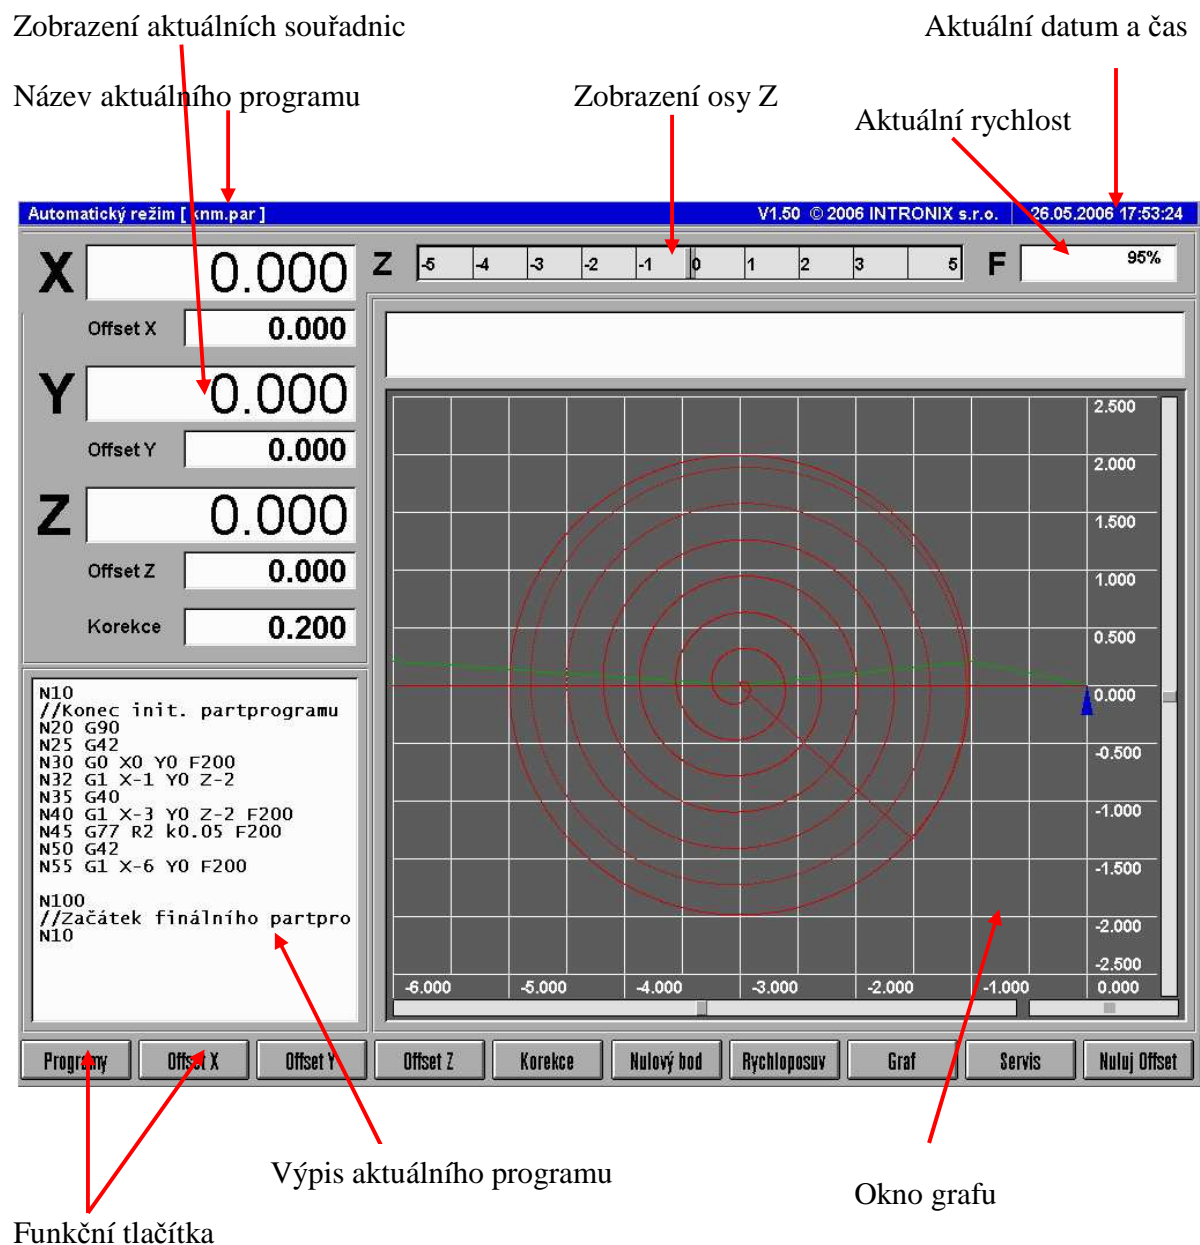 Zobrazení aktuálních souřadnic
Aktuální datum a čas
Název aktuálního programu
Zobrazení osy Z
Aktuální rychlost
Automatický režim [ knm.par ]
V1.50 © 2006 INTRONIX s.r.o.
26.05.2006 17:53:24
X 0.000
Z -5 -4 -3 -2 -1 0 1 2 3 5
F 95%
Offset X 0.000
Y 0.000
Offset Y 0.000
Z 0.000
Offset Z 0.000
Korekce 0.200
2.500
2.000
1.500
1.000
0.500
0.000
-0.500
-1.000
-1.500
-2.000
-2.500
-6.000 -5.000 -4.000 -3.000 -2.000 -1.000 0.000
N10
//Konec init. partprogramu
N20 G90
N25 G42
N30 G0 X0 Y0 F200
N32 G1 X-1 Y0 Z-2
N35 G40
N40 G1 X-3 Y0 Z-2 F200
N45 G77 R2 k0.05 F200
N50 G42
N55 G1 X-6 Y0 F200
N100
//Začátek finálního partpro
N10
Programy Offset X Offset Y Offset Z Korekce Nulový bod Rychloposuv Graf Servis Nuluj Offset
Výpis aktuálního programu
Okno grafu
Funkční tlačítka